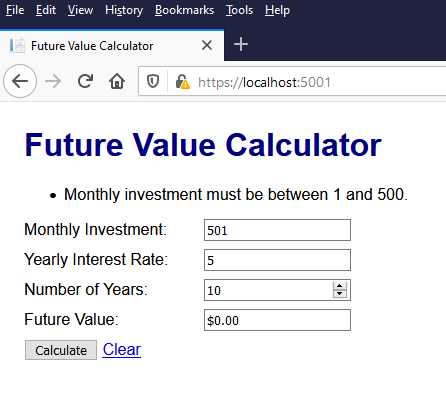 File Edit View History Bookmarks Tools Help
Future Value Calculator
https://localhost:5001
Future Value Calculator
• Monthly investment must be between 1 and 500.
Monthly Investment: 501
Yearly Interest Rate: 5
Number of Years: 10
Future Value: $0.00
Calculate Clear